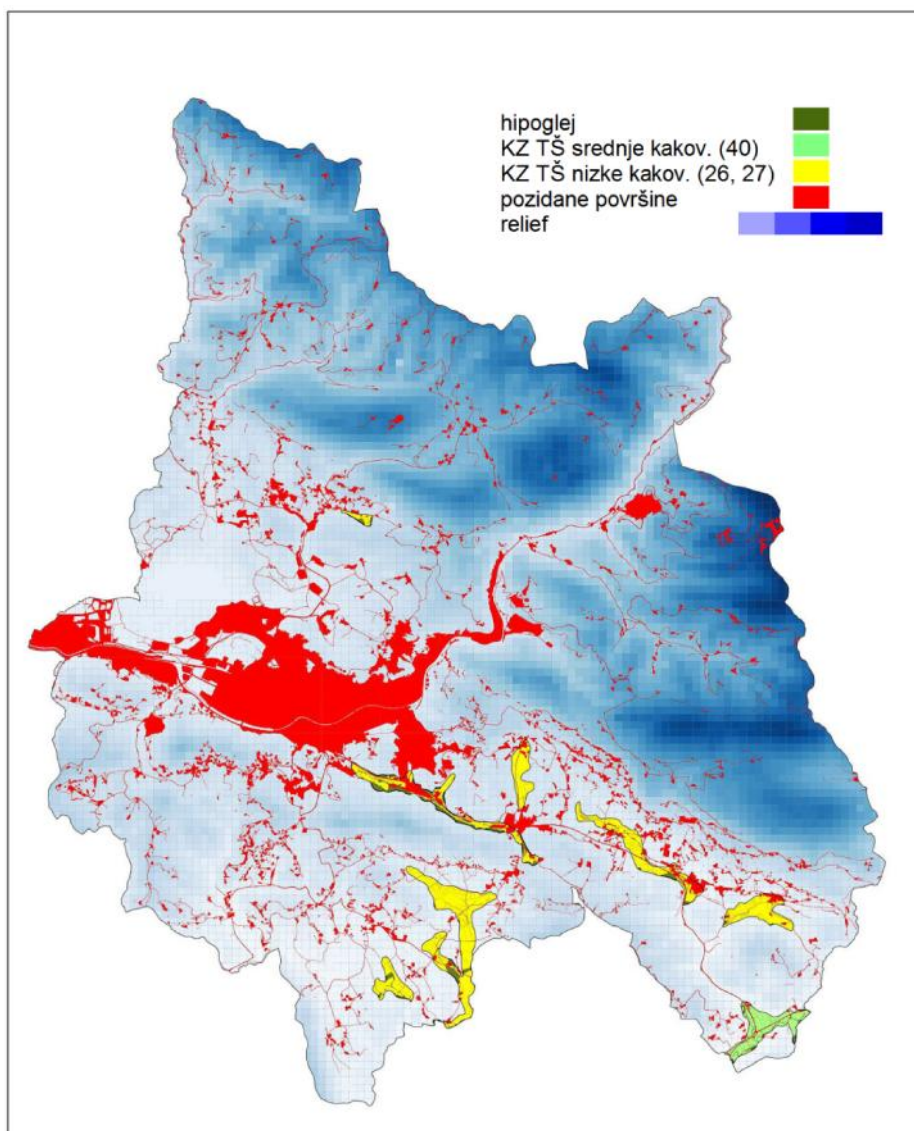 hipoglej
KZ TŠ srednje kakov. (40)
KZ TŠ nizke kakov. (26, 27)
pozidane površine
relief